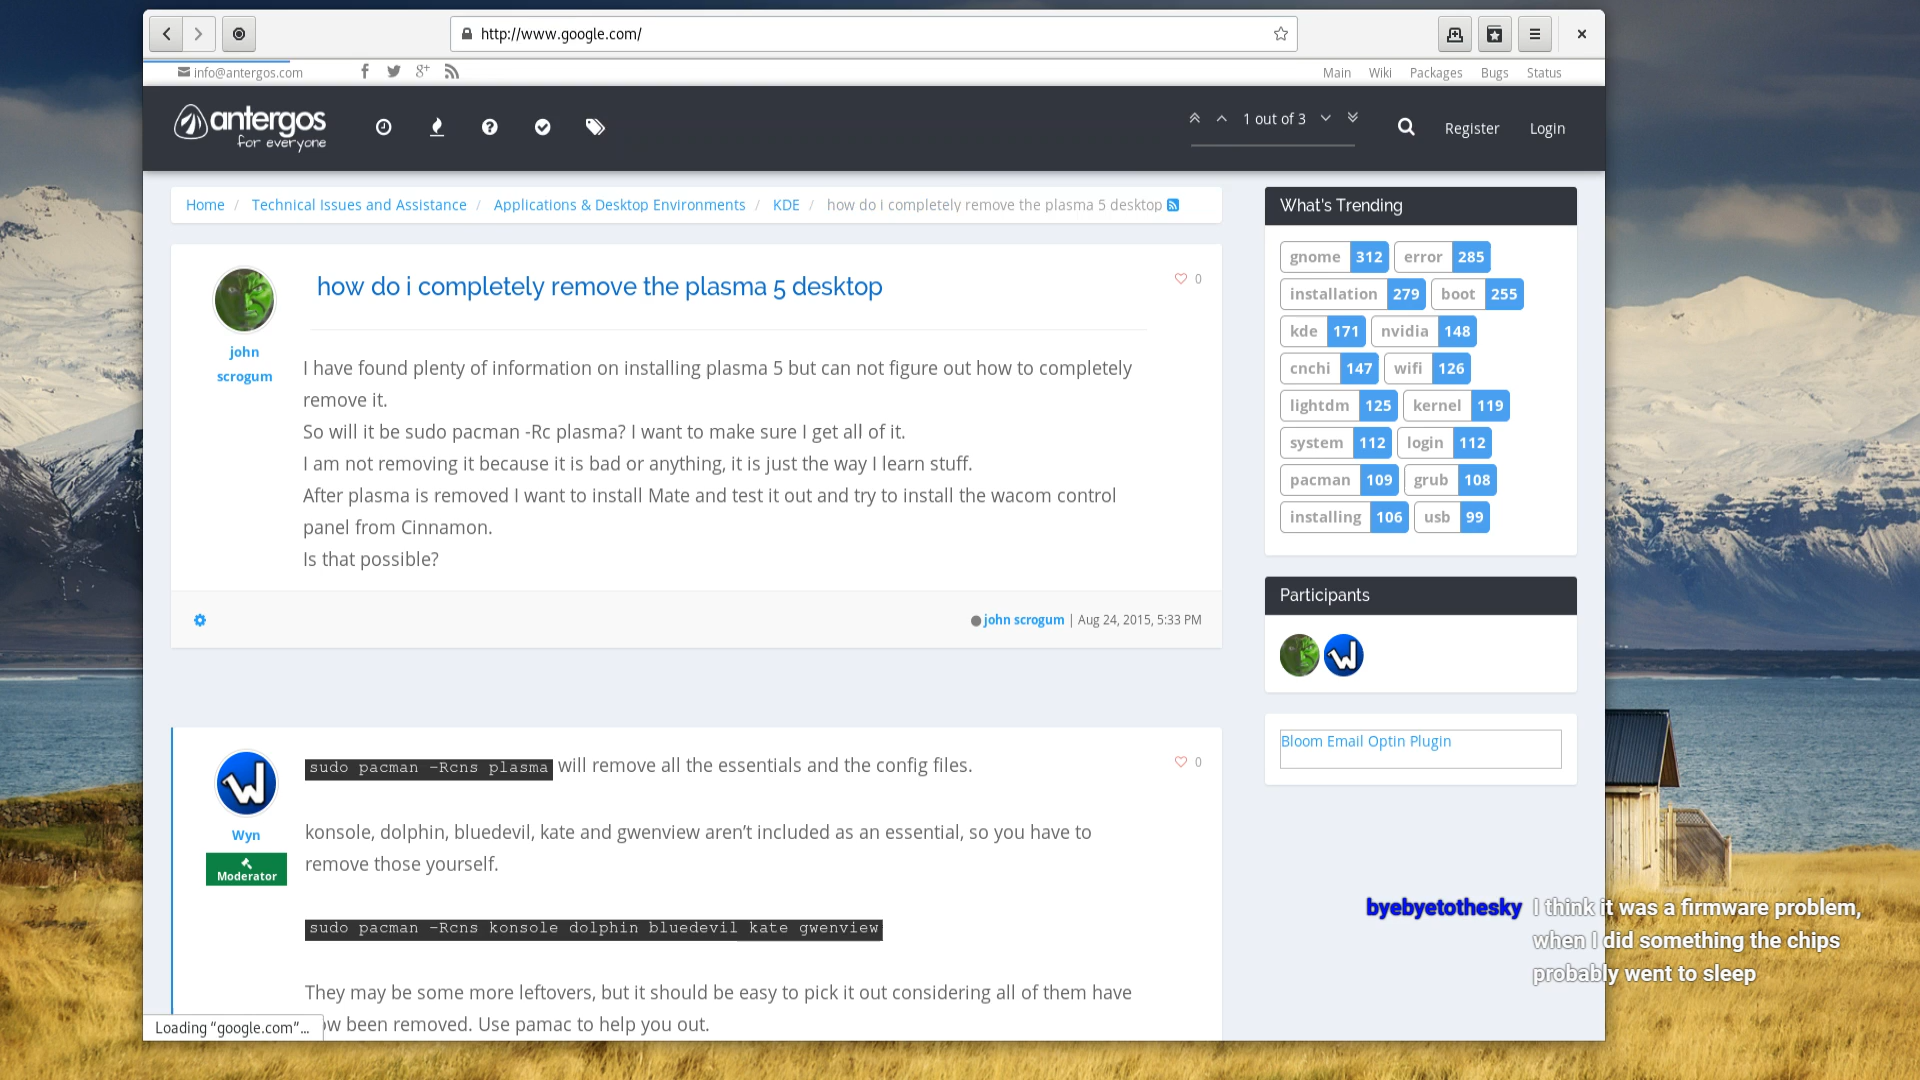 http://www.google.com/
info@antergos.com
Main Wiki Packages Bugs Status
antergos
for everyone
1 out of 3
Register Login
Home / Technical Issues and Assistance / Applications & Desktop Environments / KDE / how do i completely remove the plasma 5 desktop
how do i completely remove the plasma 5 desktop
0
john
scrogum
I have found plenty of information on installing plasma 5 but can not figure out how to completely
remove it.
So will it be sudo pacman -Rc plasma? I want to make sure I get all of it.
I am not removing it because it is bad or anything, it is just the way I learn stuff.
After plasma is removed I want to install Mate and test it out and try to install the wacom control
panel from Cinnamon.
Is that possible?
john scrogum | Aug 24, 2015, 5:33 PM
sudo pacman -Rcns plasma will remove all the essentials and the config files.
0
Wyn
Moderator
konsole, dolphin, bluedevil, kate and gwenview aren't included as an essential, so you have to
remove those yourself.
sudo pacman -Rcns konsole dolphin bluedevil kate gwenview
They may be some more leftovers, but it should be easy to pick it out considering all of them have
ow been removed. Use pamac to help you out.
Loading “google.com”...
What's Trending
gnome 312 error 285
installation 279 boot 255
kde 171 nvidia 148
cnchi 147 wifi 126
lightdm 125 kernel 119
system 112 login 112
pacman 109 grub 108
installing 106 usb 99
Participants
Bloom Email Optin Plugin
byebyetothesky I think it was a firmware problem,
when I did something the chips
probably went to sleep